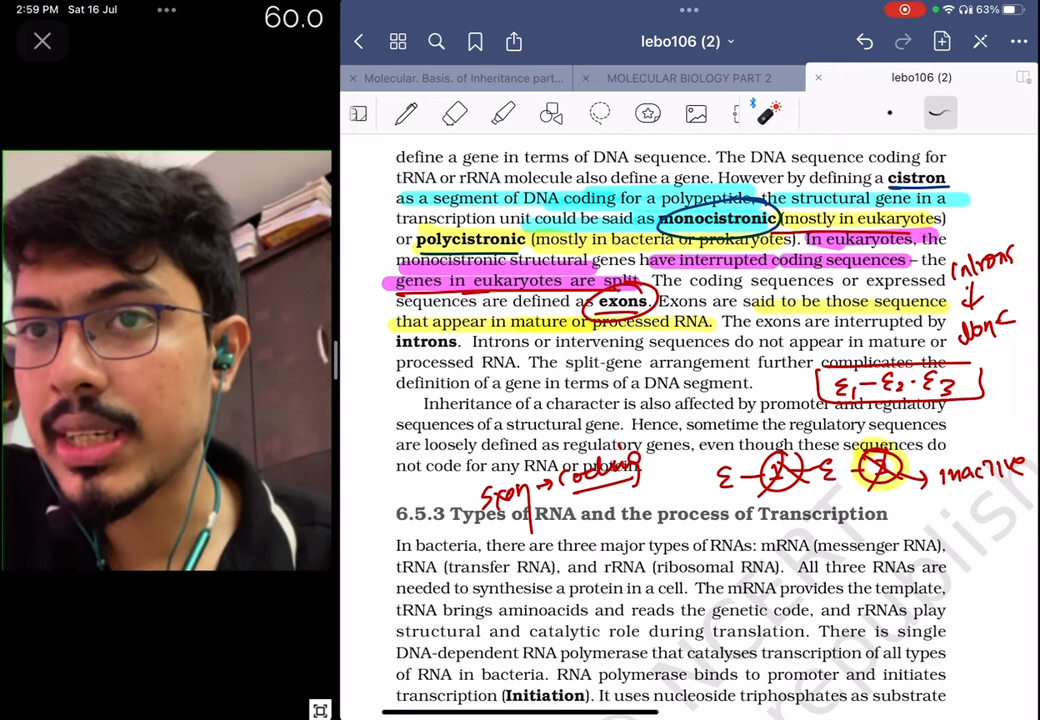 2:59 PM Sat 16 Jul
60.0
63%
lebo106 (2)
Molecular. Basis. of Inheritance part...
MOLECULAR BIOLOGY PART 2
lebo106 (2)
define a gene in terms of DNA sequence. The DNA sequence coding for
tRNA or rRNA molecule also define a gene. However by defining a cistron
as a segment of DNA coding for a polypeptide, the structural gene in a
transcription unit could be said as monocistronic (mostly in eukaryotes)
or polycistronic (mostly in bacteria or prokaryotes). In eukaryotes, the
monocistronic structural genes have interrupted coding sequences – the
genes in eukaryotes are split. The coding sequences or expressed
sequences are defined as exons. Exons are said to be those sequence
that appear in mature or processed RNA. The exons are interrupted by
introns. Introns or intervening sequences do not appear in mature or
processed RNA. The split-gene arrangement further complicates the
definition of a gene in terms of a DNA segment.
introns
↓
ε₁–ε₂.ε3
Inheritance of a character is also affected by promoter and regulatory
sequences of a structural gene. Hence, sometime the regulatory sequences
are loosely defined as regulatory genes, even though these sequences do
not code for any RNA or protein.
exon → coding
ε – I – ε – I → inactive
6.5.3 Types of RNA and the process of Transcription
In bacteria, there are three major types of RNAs: mRNA (messenger RNA),
tRNA (transfer RNA), and rRNA (ribosomal RNA). All three RNAs are
needed to synthesise a protein in a cell. The mRNA provides the template,
tRNA brings aminoacids and reads the genetic code, and rRNAs play
structural and catalytic role during translation. There is single
DNA-dependent RNA polymerase that catalyses transcription of all types
of RNA in bacteria. RNA polymerase binds to promoter and initiates
transcription (Initiation). It uses nucleoside triphosphates as substrate